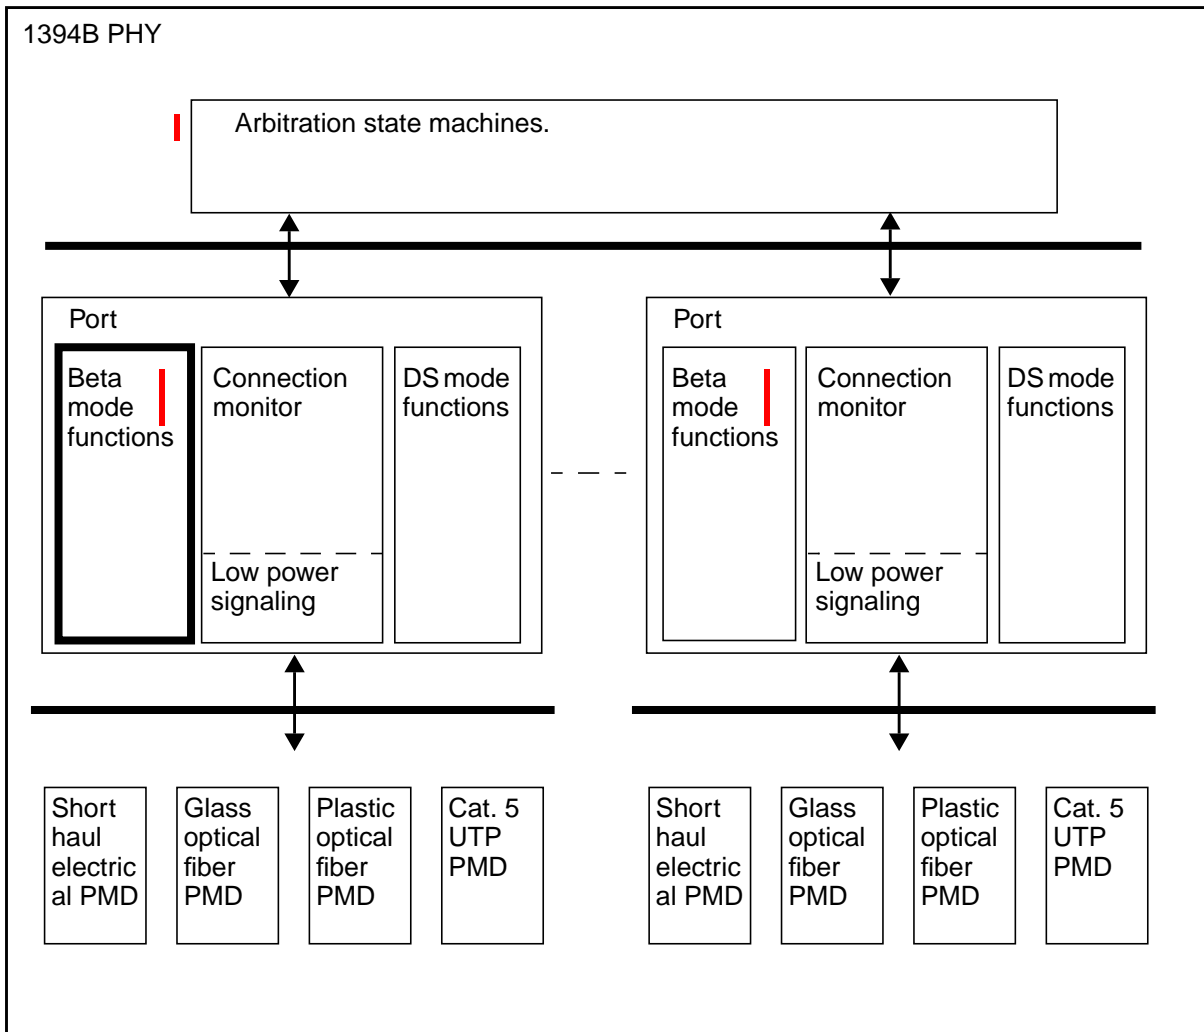 1394B PHY
Arbitration state machines.
Port
Beta
mode
functions
Connection
monitor
Low power
signaling
DS mode
functions
Port
Beta
mode
functions
Connection
monitor
Low power
signaling
DS mode
functions
Short
haul
electric
al PMD
Glass
optical
fiber
PMD
Plastic
optical
fiber
PMD
Cat. 5
UTP
PMD
Short
haul
electric
al PMD
Glass
optical
fiber
PMD
Plastic
optical
fiber
PMD
Cat. 5
UTP
PMD